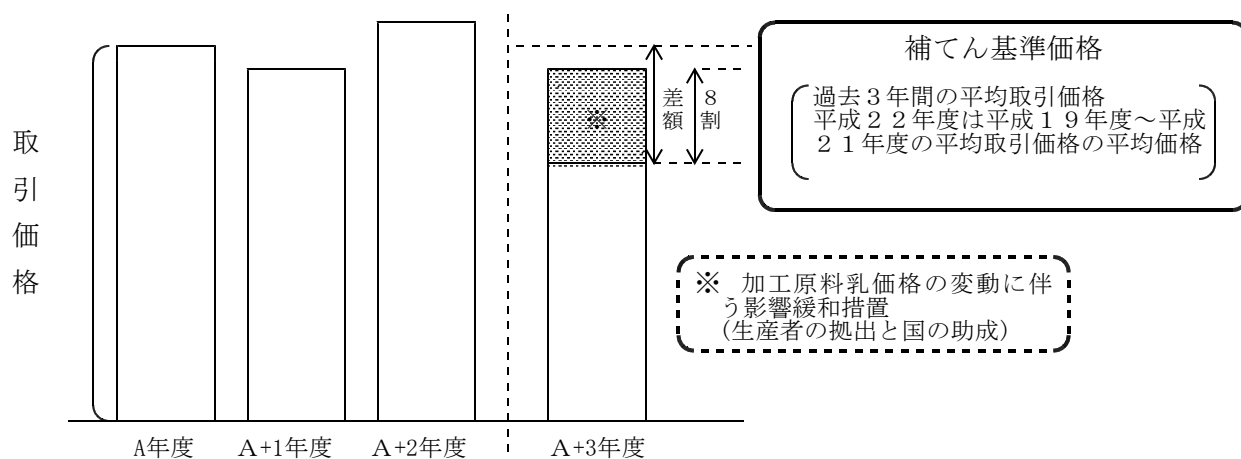 取引価格
補てん基準価格
過去３年間の平均取引価格
平成２２年度は平成１９年度～平成
２１年度の平均取引価格の平均価格
差額
８割
※
※ 加工原料乳価格の変動に伴
う影響緩和措置
(生産者の拠出と国の助成)
A年度
A+1年度
A+2年度
A+3年度